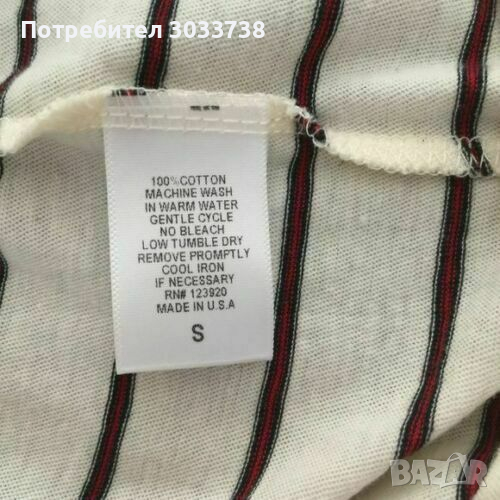 Потребител 3033738
100% COTTON
MACHINE WASH
IN WARM WATER
GENTLE CYCLE
NO BLEACH
LOW TUMBLE DRY
REMOVE PROMPTLY
COOL IRON
IF NECESSARY
RN# 123920
MADE IN U.S.A
S
BAZAR